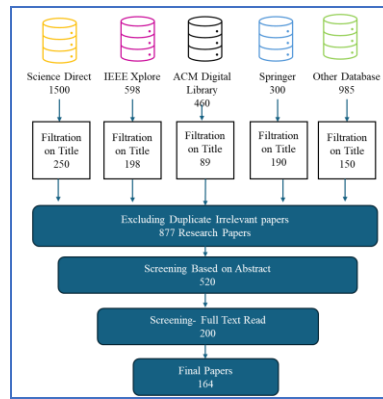 Science Direct
1500
IEEE Xplore
598
ACM Digital
Library
460
Springer
300
Other Database
985
Filtration
on Title
250
Filtration
on Title
198
Filtration
on Title
89
Filtration
on Title
190
Filtration
on Title
150
Excluding Duplicate Irrelevant papers
877 Research Papers
Screening Based on Abstract
520
Screening- Full Text Read
200
Final Papers
164